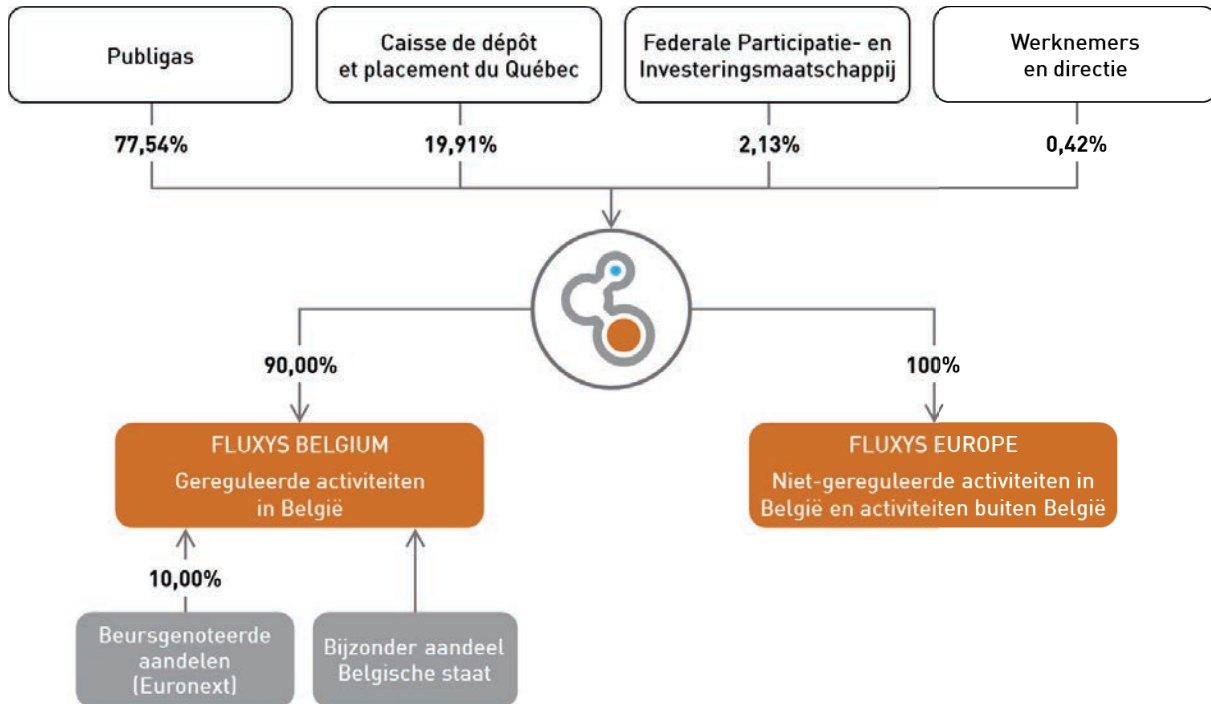 Publigas
Caisse de dépôt
et placement du Québec
Federale Participatie- en
Investeringsmaatschappij
Werknemers
en directie
77,54%
19,91%
2,13%
0,42%
90,00%
100%
FLUXYS BELGIUM
Gereguleerde activiteiten
in België
FLUXYS EUROPE
Niet-gereguleerde activiteiten in
België en activiteiten buiten België
10,00%
Beursgenoteerde
aandelen
(Euronext)
Bijzonder aandeel
Belgische staat